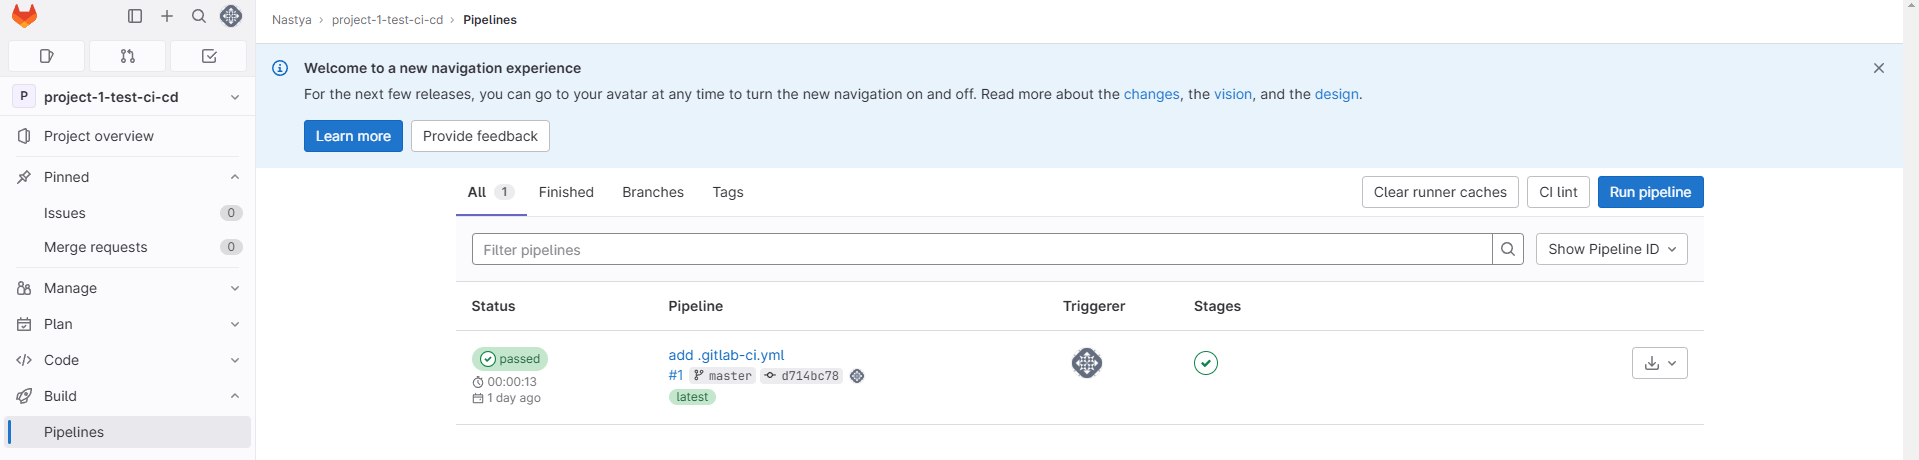 Nastya › project-1-test-ci-cd › Pipelines
P project-1-test-ci-cd
Project overview
Pinned
Issues 0
Merge requests 0
Manage
Plan
Code
Build
Pipelines
Welcome to a new navigation experience
For the next few releases, you can go to your avatar at any time to turn the new navigation on and off. Read more about the changes, the vision, and the design.
Learn more Provide feedback
All 1 Finished Branches Tags Clear runner caches CI lint Run pipeline
Filter pipelines Show Pipeline ID
Status Pipeline Triggerer Stages
passed
00:00:13
1 day ago
add .gitlab-ci.yml
#1 master d714bc78
latest